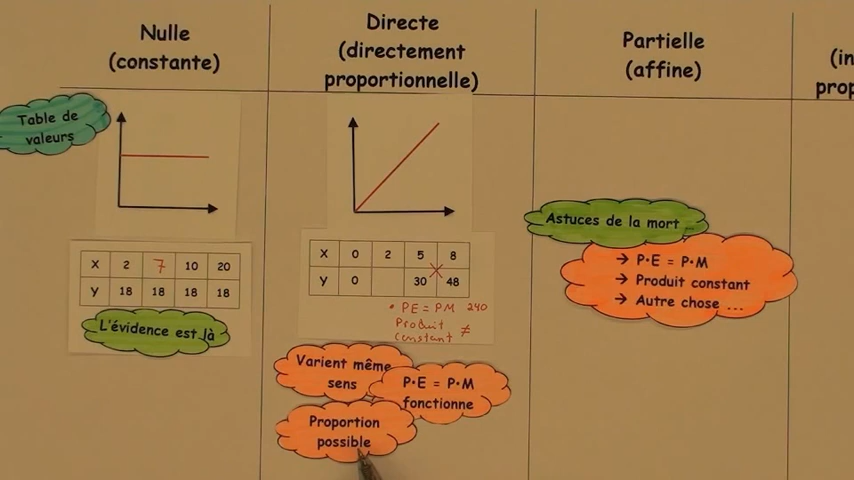 Nulle
(constante)
Directe
(directement
proportionnelle)
Partielle
(affine)
(in
prop
Table de
valeurs
x 2 7 10 20
y 18 18 18 18
L'évidence est là
x 0 2 5 8
y 0 30 48
• PE = PM 240
Produit
constant ≠
Varient même
sens
P•E = P•M
fonctionne
Proportion
possible
Astuces de la mort
→ P•E = P•M
→ Produit constant
→ Autre chose ...